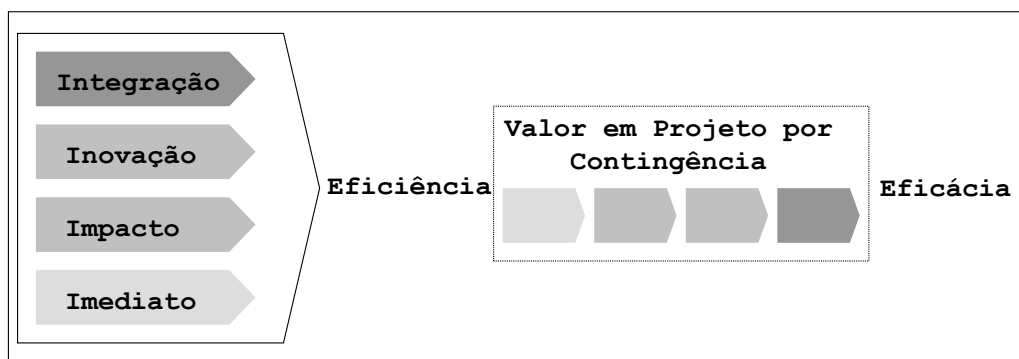 Integração
Inovação
Impacto
Imediato
Eficiência
Valor em Projeto por
Contingência
Eficácia